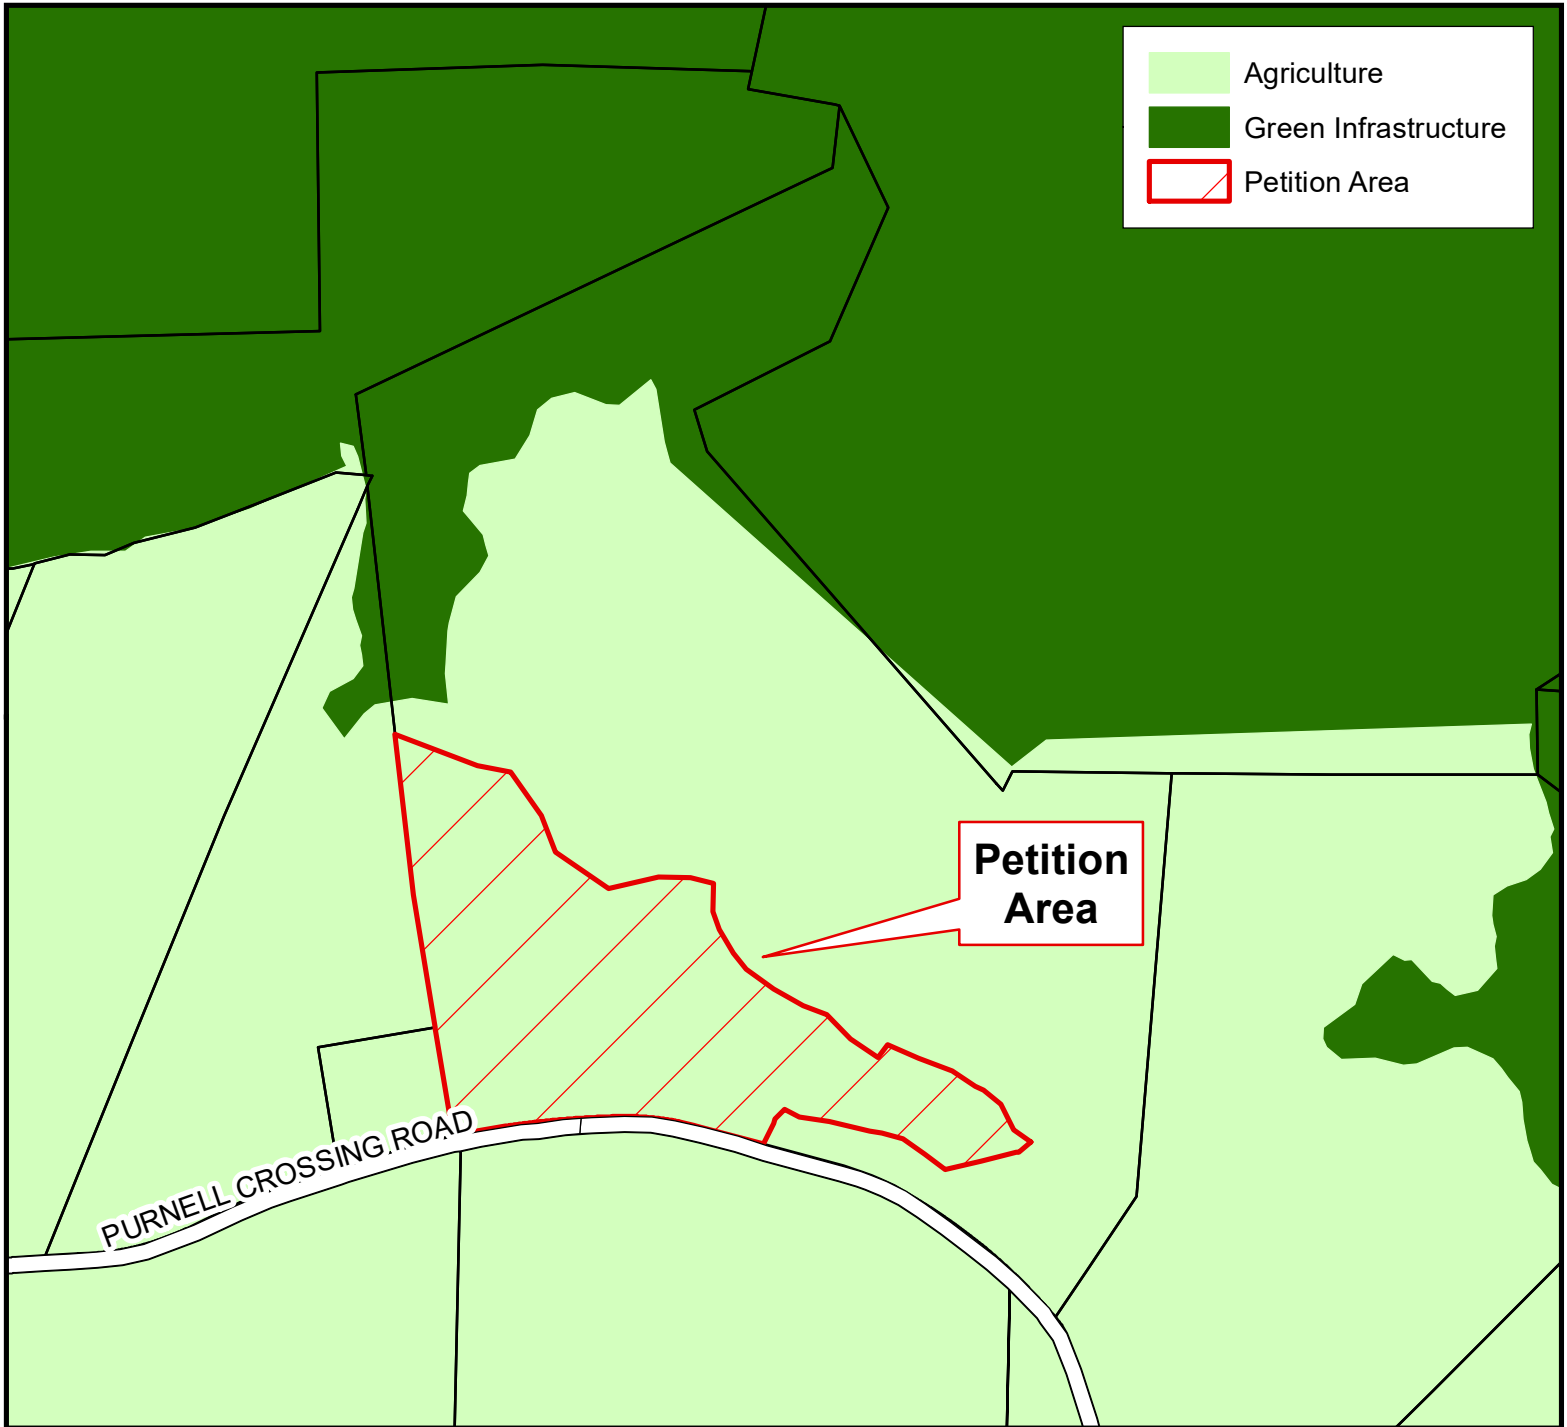 Agriculture
Green Infrastructure
Petition Area
Petition
Area
PURNELL CROSSING ROAD